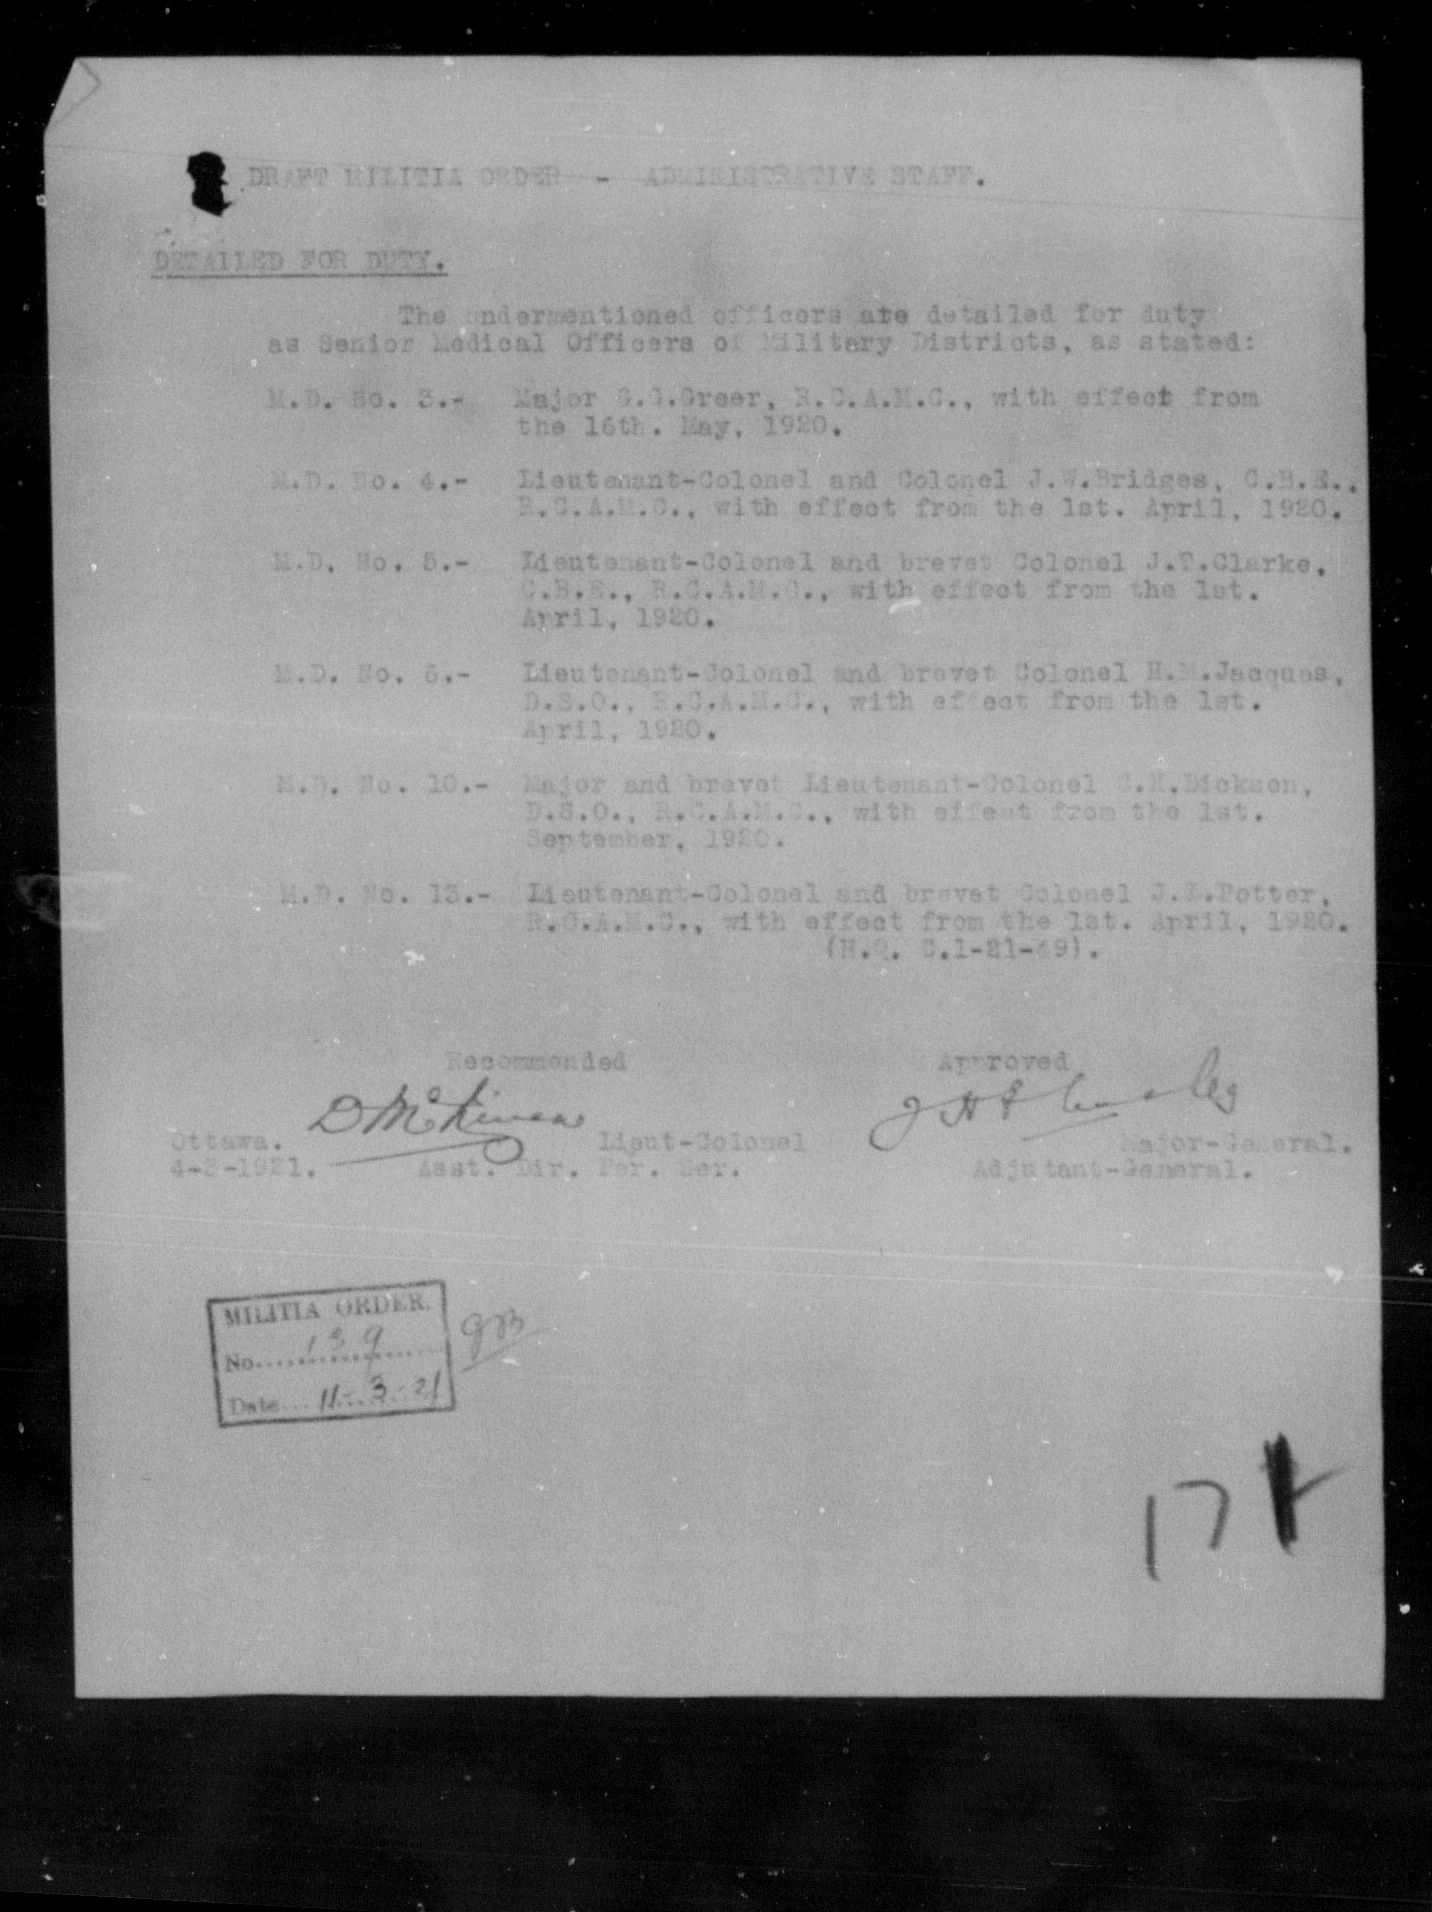 DRAFT MILITIA ORDER - ADMINISTRATIVE STAFF.
DETAILED FOR DUTY.
The undermentioned officers are detailed for duty
as Senior Medical Officers of Military Districts, as stated:
M.D. No. 3.- Major G.G.Greer, R.C.A.M.C., with effect from
the 16th. May, 1920.
M.D. No. 4.- Lieutenant-Colonel and Colonel J.W.Bridges, C.B.E.,
R.C.A.M.C., with effect from the 1st. April, 1920.
M.D. No. 5.- Lieutenant-Colonel and brevet Colonel J.T.Clarke,
C.B.E., R.C.A.M.C., with effect from the 1st.
April, 1920.
M.D. No. 6.- Lieutenant-Colonel and brevet Colonel H.M.Jacques,
D.S.O., R.C.A.M.C., with effect from the 1st.
April, 1920.
M.D. No. 10.- Major and brevet Lieutenant-Colonel C.H.Dickson,
D.S.O., R.C.A.M.C., with effect from the 1st.
September, 1920.
M.D. No. 13.- Lieutenant-Colonel and brevet Colonel J.L.Potter,
R.C.A.M.C., with effect from the 1st. April, 1920.
(H.Q. C.1-21-49).
Recommended Approved
Ottawa. Lieut-Colonel Major-General.
4-3-1921. Asst. Dir. Per. Ser. Adjutant-General.
MILITIA ORDER.
No. 139
Date 11-3-21
17